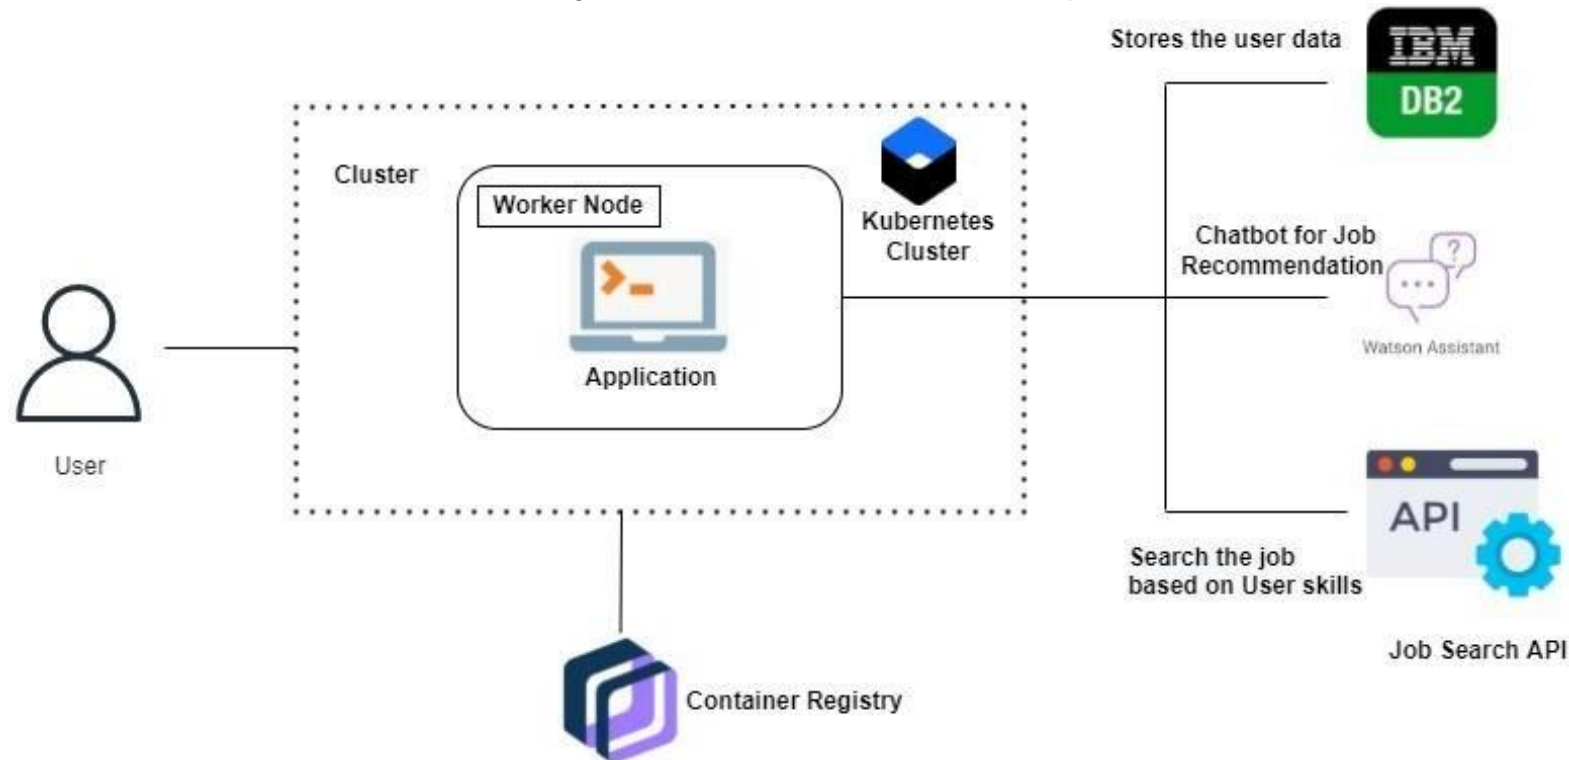 Stores the user data
IBM
DB2
Cluster
Worker Node
Kubernetes
Cluster
Chatbot for Job
Recommendation
?
Watson Assistant
>_
Application
User
API
Search the job
based on User skills
Job Search API
Container Registry